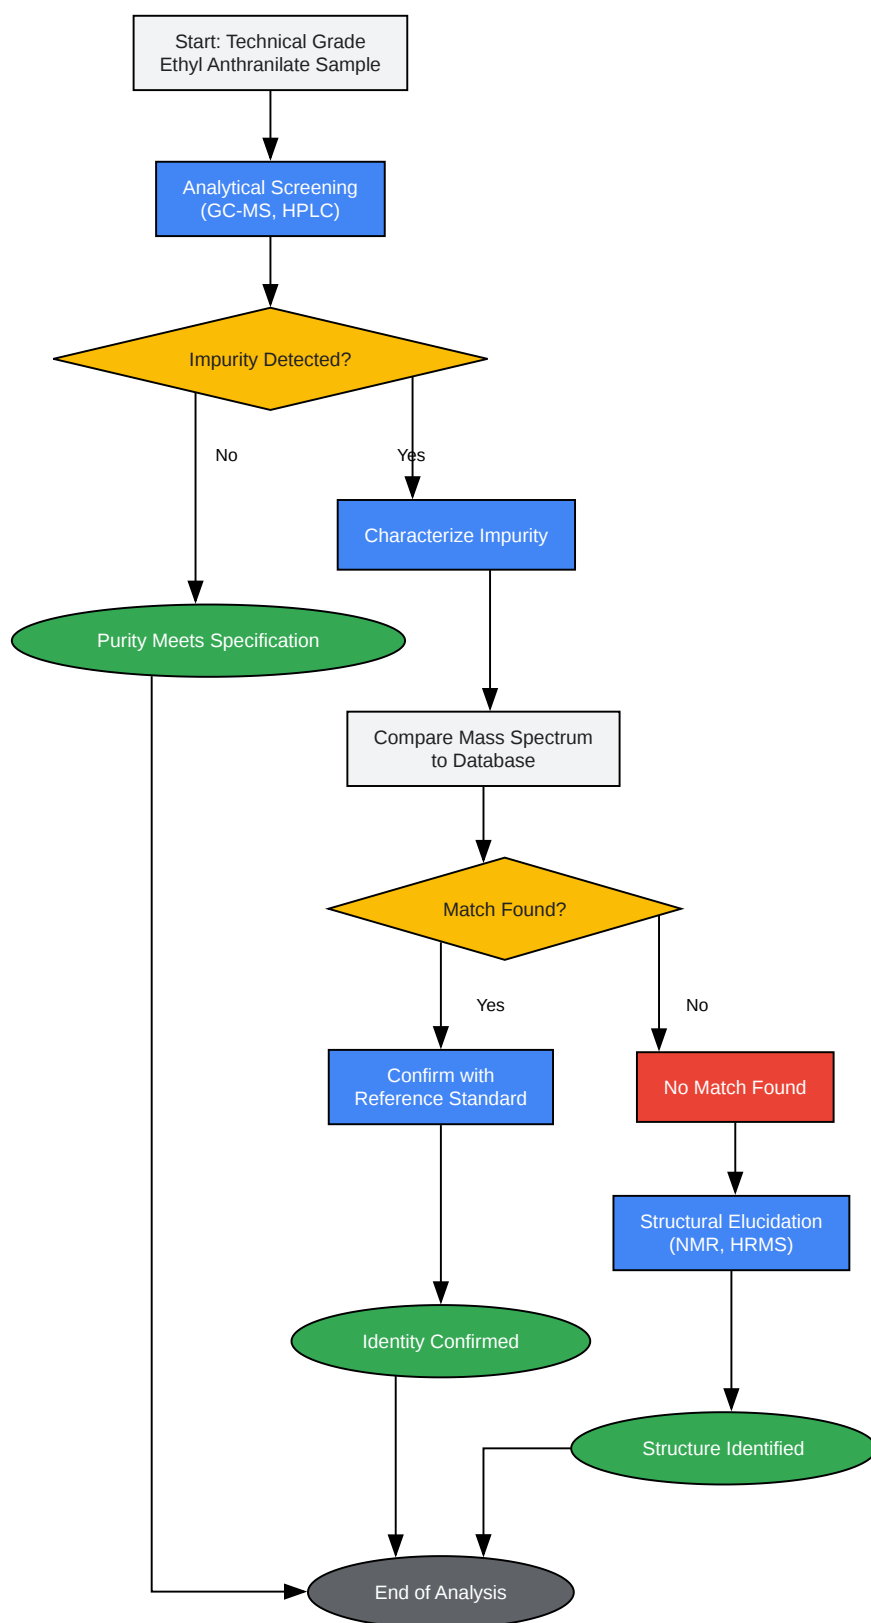 Start: Technical Grade
Ethyl Anthranilate Sample
Analytical Screening
(GC-MS, HPLC)
Impurity Detected?
No
Yes
Characterize Impurity
Purity Meets Specification
Compare Mass Spectrum
to Database
Match Found?
Yes
No
Confirm with
Reference Standard
No Match Found
Structural Elucidation
(NMR, HRMS)
Identity Confirmed
Structure Identified
End of Analysis